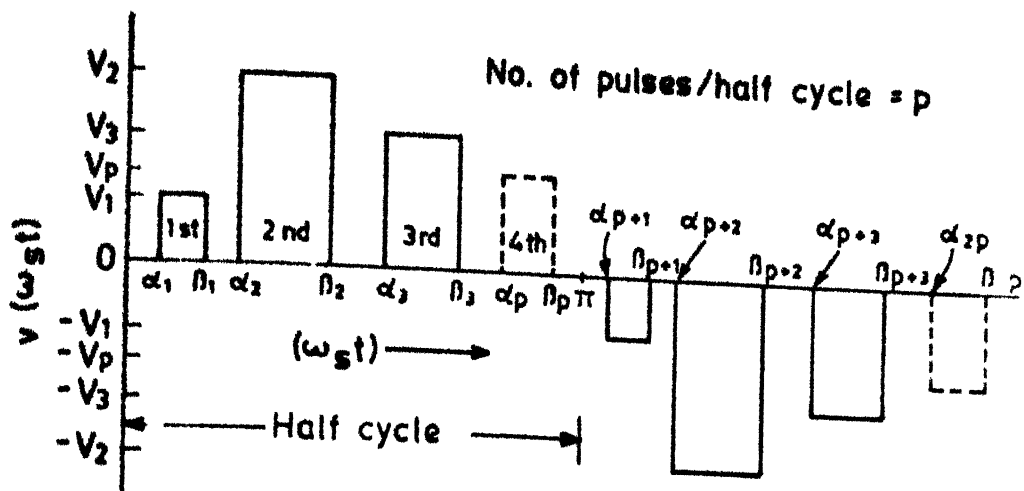 No. of pulses/half cycle = p
V₂
V₃
Vp
V₁
0
-V₁
-Vp
-V₃
-V₂
v (ωₛt)
1st
2nd
3rd
4th
α₁ β₁ α₂ β₂ α₃ β₃ αp βp π
αp+1 αp+2 αp+3 α2p
βp+1 βp+2 βp+3 β
(ωₛt)
Half cycle